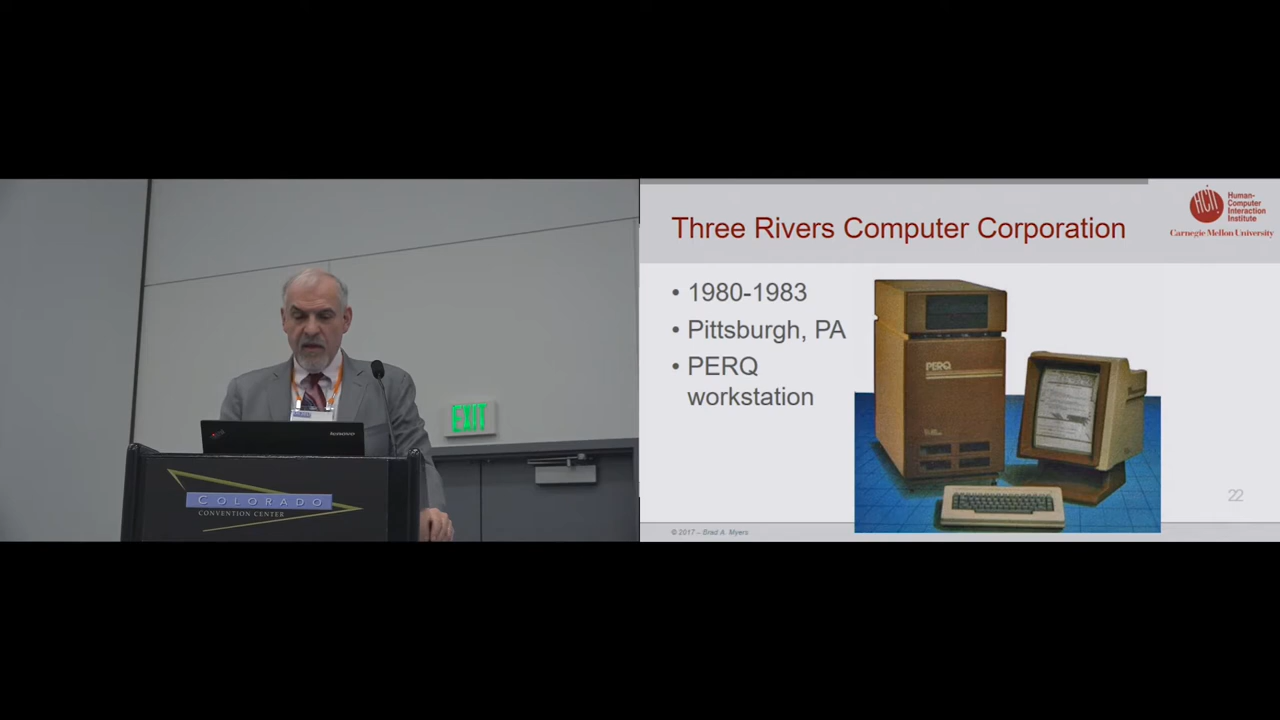 EXIT
lenovo
COLORADO
CONVENTION CENTER
Three Rivers Computer Corporation
Human-
Computer
Interaction
Institute
Carnegie Mellon University
• 1980-1983
• Pittsburgh, PA
• PERQ
workstation
PERQ
22
© 2017 – Brad A. Myers